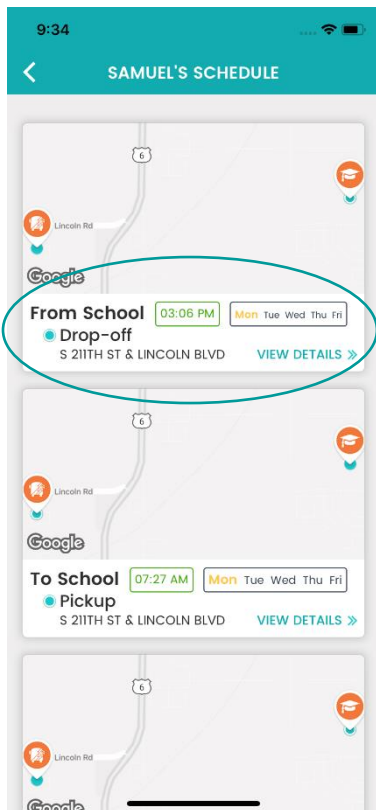 9:34
SAMUEL'S SCHEDULE
6
Lincoln Rd
Google
From School 03:06 PM Mon Tue Wed Thu Fri
Drop-off
S 211TH ST & LINCOLN BLVD VIEW DETAILS »
6
Lincoln Rd
Google
To School 07:27 AM Mon Tue Wed Thu Fri
Pickup
S 211TH ST & LINCOLN BLVD VIEW DETAILS »
6
Lincoln Rd
Google